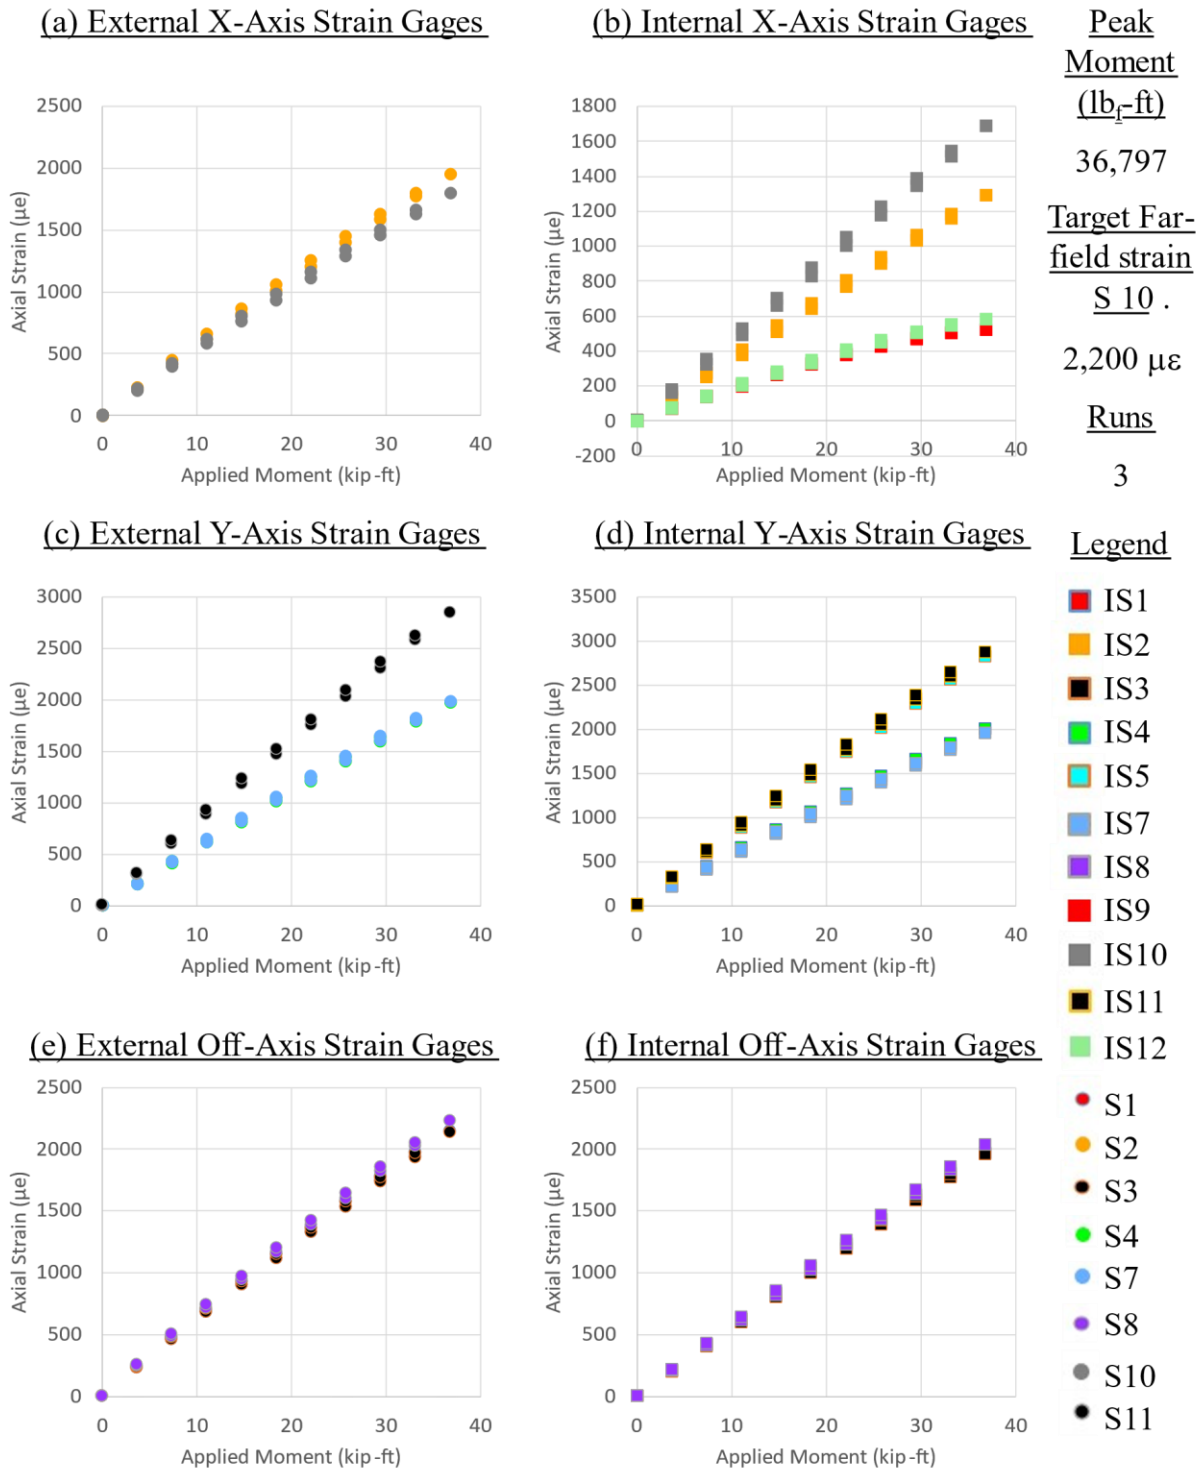 (a) External X-Axis Strain Gages
(b) Internal X-Axis Strain Gages
Peak
Moment
(lbf-ft)
36,797
Target Far-
field strain
S 10 .
2,200 µε
Runs
3
2500
2000
1500
1000
500
0
Axial Strain (µe)
0 10 20 30 40
Applied Moment (kip-ft)
1800
1600
1400
1200
1000
800
600
400
200
0
-200
Axial Strain (µe)
0 10 20 30 40
Applied Moment (kip-ft)
(c) External Y-Axis Strain Gages
(d) Internal Y-Axis Strain Gages
3000
2500
2000
1500
1000
500
0
Axial Strain (µe)
0 10 20 30 40
Applied Moment (kip-ft)
3500
3000
2500
2000
1500
1000
500
0
Axial Strain (µe)
0 10 20 30 40
Applied Moment (kip-ft)
(e) External Off-Axis Strain Gages
(f) Internal Off-Axis Strain Gages
2500
2000
1500
1000
500
0
Axial Strain (µe)
0 10 20 30 40
Applied Moment (kip-ft)
2500
2000
1500
1000
500
0
Axial Strain (µe)
0 10 20 30 40
Applied Moment (kip-ft)
Legend
IS1
IS2
IS3
IS4
IS5
IS7
IS8
IS9
IS10
IS11
IS12
S1
S2
S3
S4
S7
S8
S10
S11